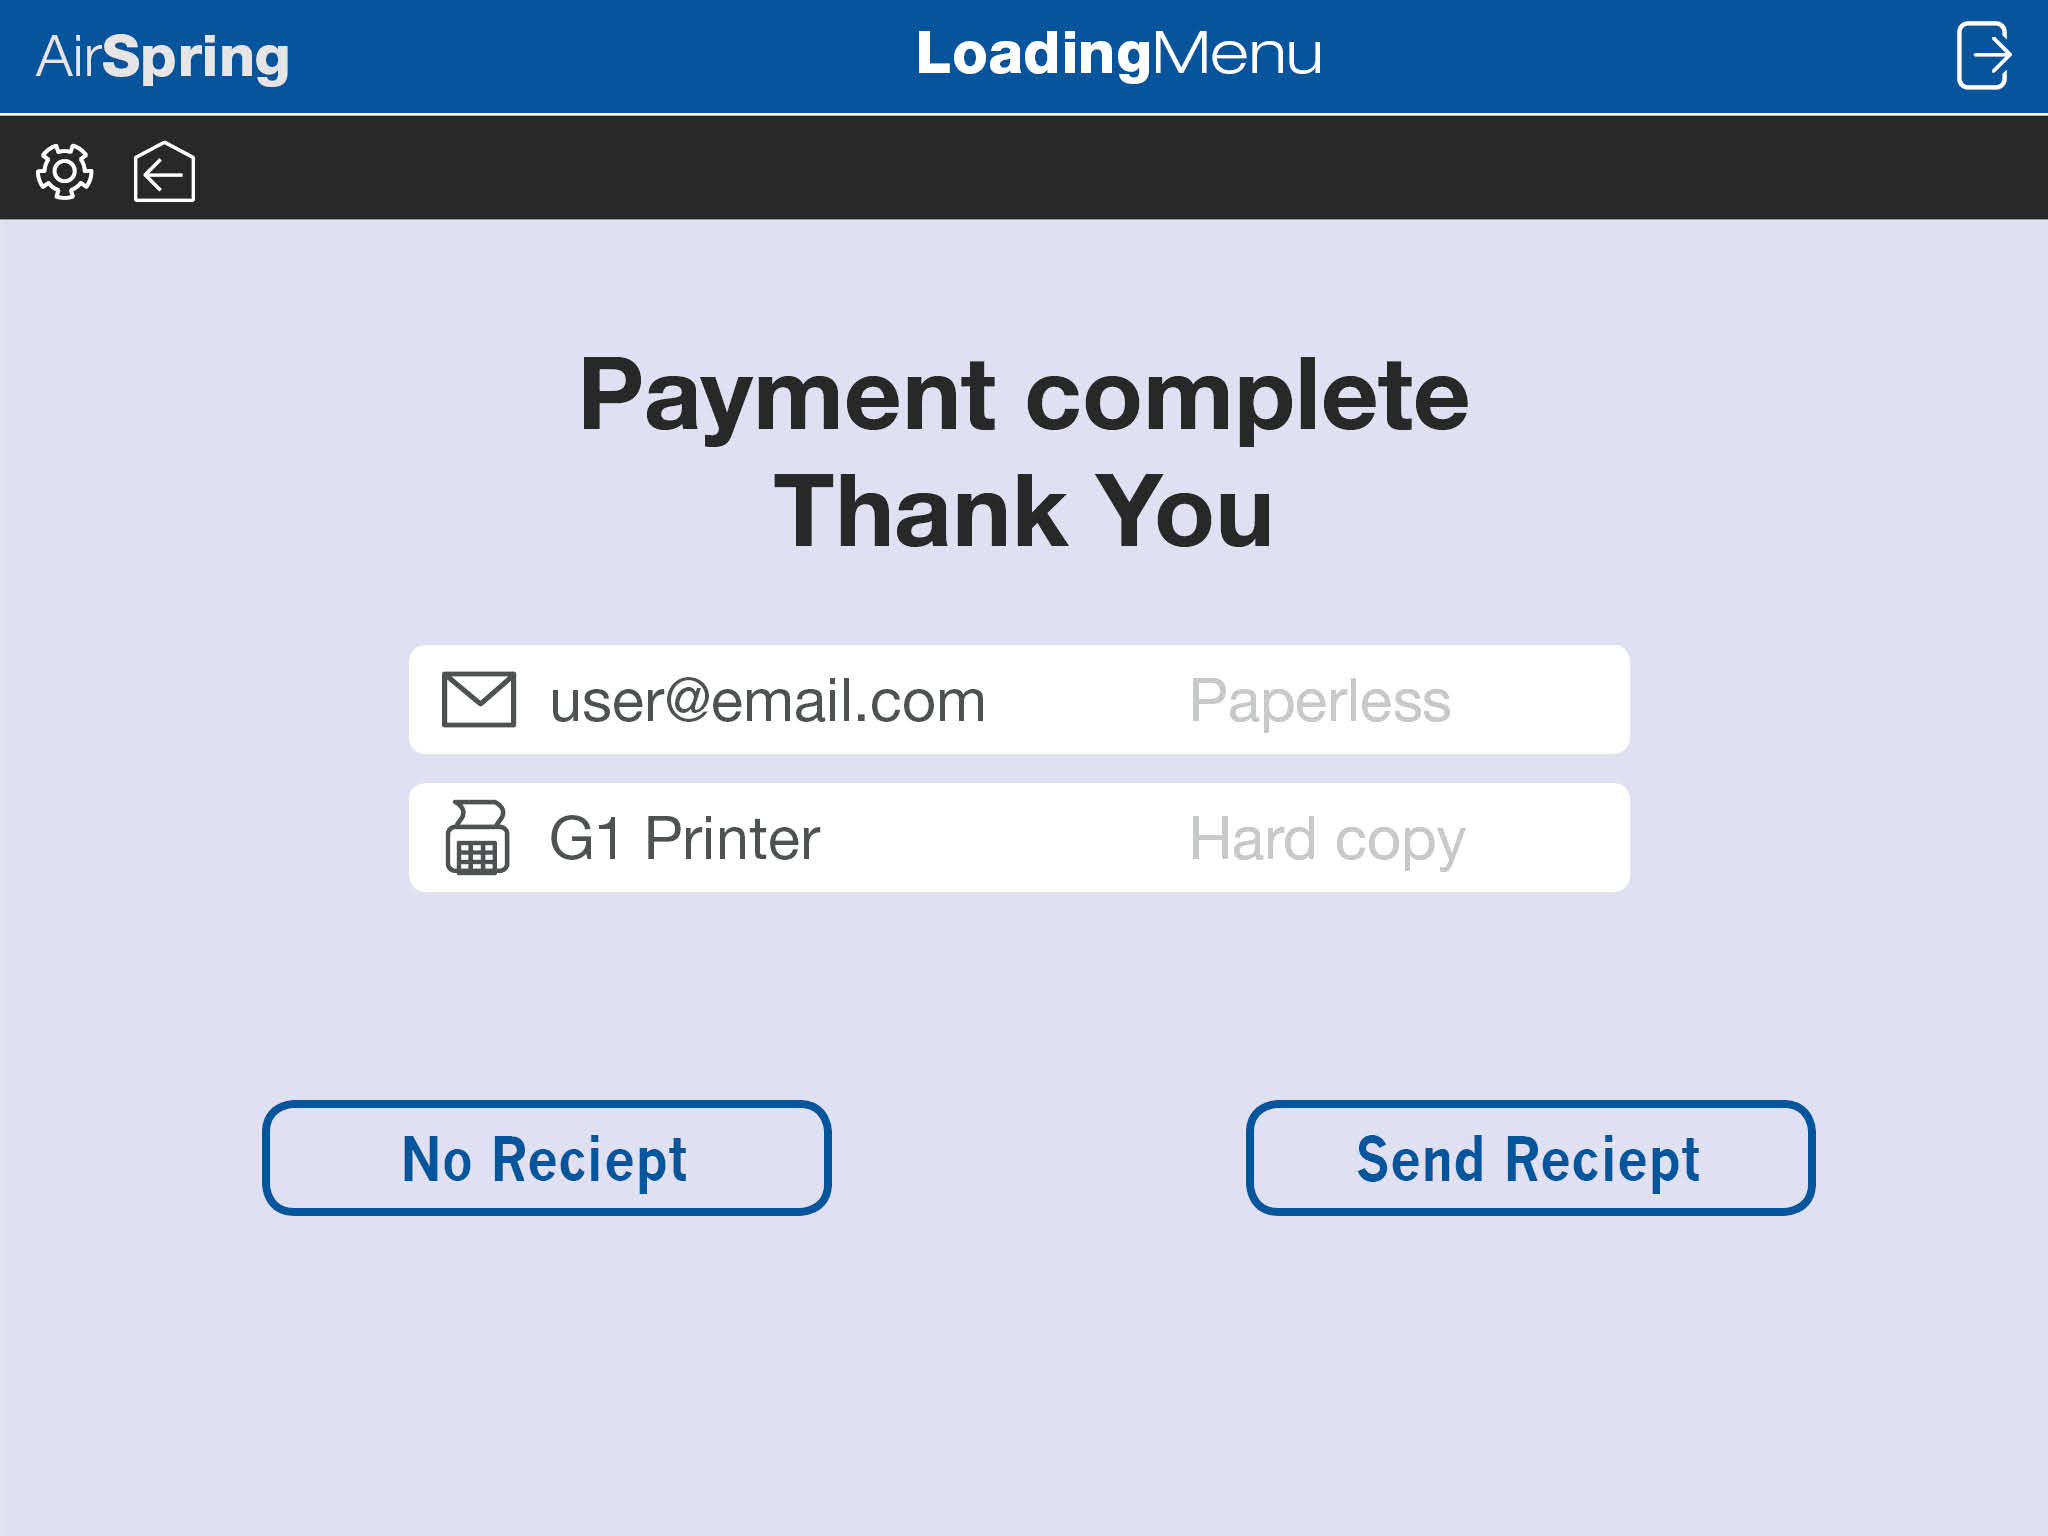 AirSpring
LoadingMenu
Payment complete
Thank You
user@email.com Paperless
G1 Printer Hard copy
No Reciept
Send Reciept